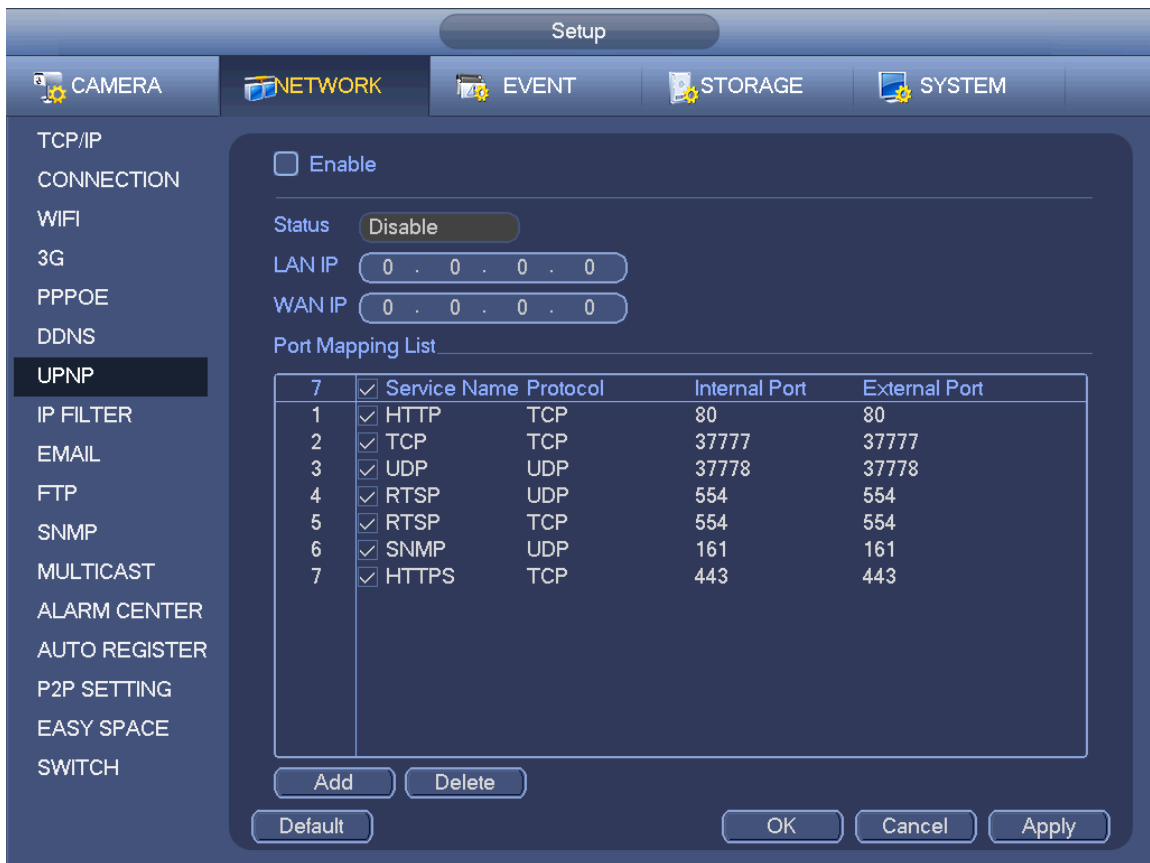 Setup
CAMERA NETWORK EVENT STORAGE SYSTEM
TCP/IP
CONNECTION
WIFI
3G
PPPOE
DDNS
UPNP
IP FILTER
EMAIL
FTP
SNMP
MULTICAST
ALARM CENTER
AUTO REGISTER
P2P SETTING
EASY SPACE
SWITCH
Enable
Status Disable
LAN IP 0 . 0 . 0 . 0
WAN IP 0 . 0 . 0 . 0
Port Mapping List
7 Service Name Protocol Internal Port External Port
1 HTTP TCP 80 80
2 TCP TCP 37777 37777
3 UDP UDP 37778 37778
4 RTSP UDP 554 554
5 RTSP TCP 554 554
6 SNMP UDP 161 161
7 HTTPS TCP 443 443
Add Delete
Default OK Cancel Apply